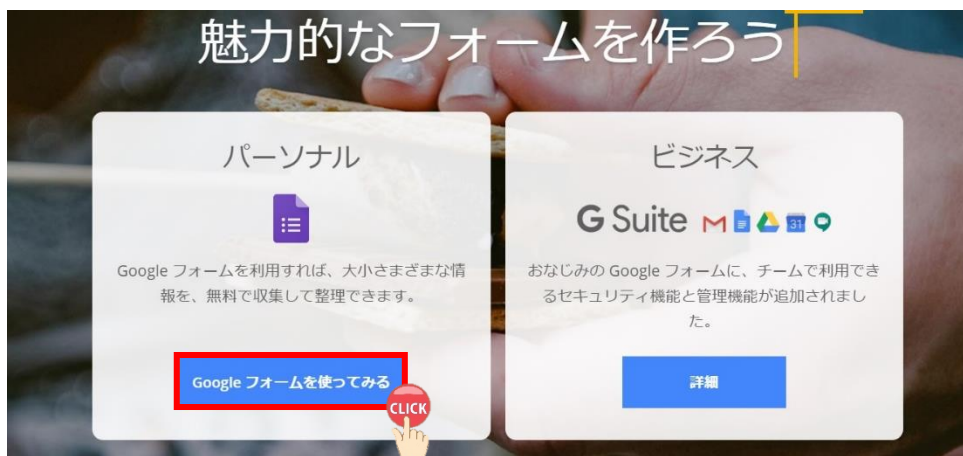 魅力的なフォームを作ろう
パーソナル
Google フォームを利用すれば、大小さまざまな情
報を、無料で収集して整理できます。
Google フォームを使ってみる
CLICK
ビジネス
G Suite
31
おなじみの Google フォームに、チームで利用でき
るセキュリティ機能と管理機能が追加されまし
た。
詳細